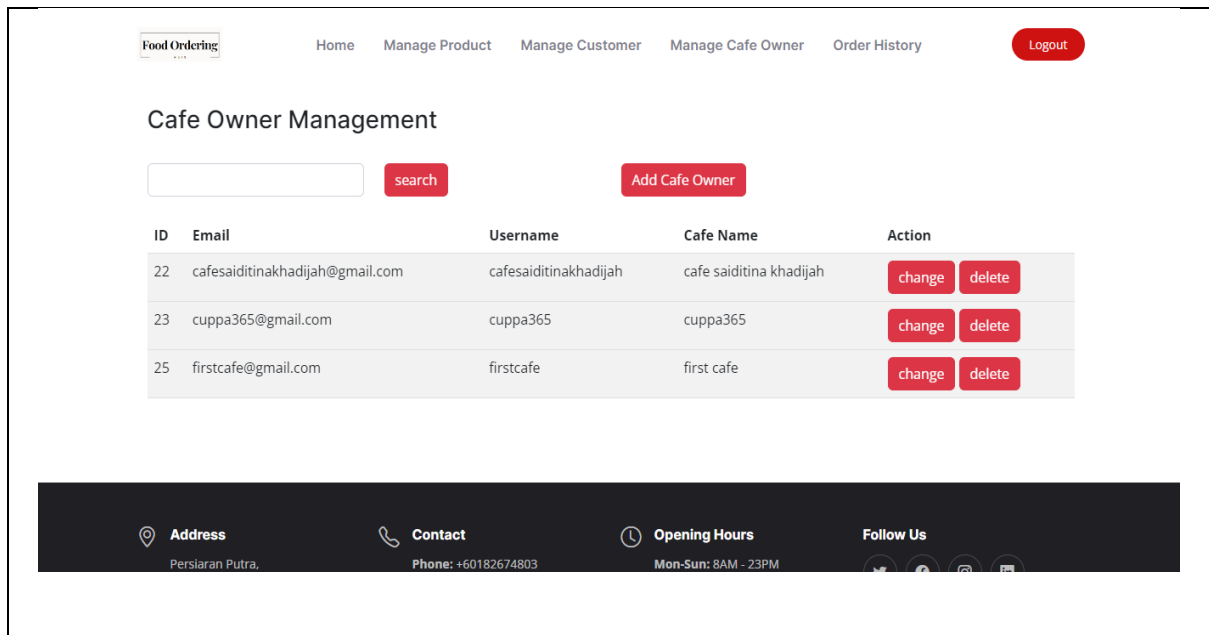 Food Ordering Home Manage Product Manage Customer Manage Cafe Owner Order History Logout
Cafe Owner Management
search Add Cafe Owner
ID Email Username Cafe Name Action
22 cafesaiditinakhadijah@gmail.com cafesaiditinakhadijah cafe saiditina khadijah change delete
23 cuppa365@gmail.com cuppa365 cuppa365 change delete
25 firstcafe@gmail.com firstcafe first cafe change delete
Address Contact Opening Hours Follow Us
Persiaran Putra, Phone: +60182674803 Mon-Sun: 8AM - 23PM